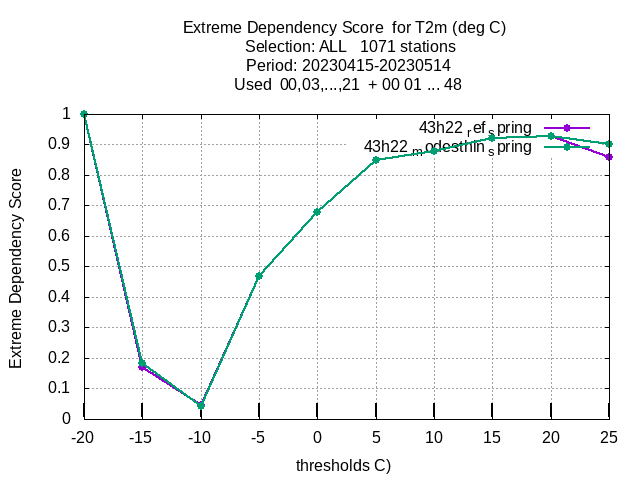 Extreme Dependency Score  for T2m (deg C)
Selection: ALL   1071 stations
Period: 20230415-20230514
Used  00,03,...,21  + 00 01 ... 48
43h22_ref_spring
43h22_modesthin_spring
Extreme Dependency Score
1
0.9
0.8
0.7
0.6
0.5
0.4
0.3
0.2
0.1
0
-20 -15 -10 -5 0 5 10 15 20 25
thresholds C)